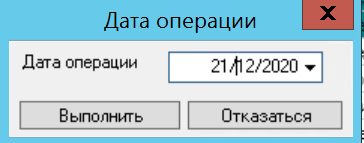 Дата операции
Дата операции 21/12/2020
Выполнить Отказаться